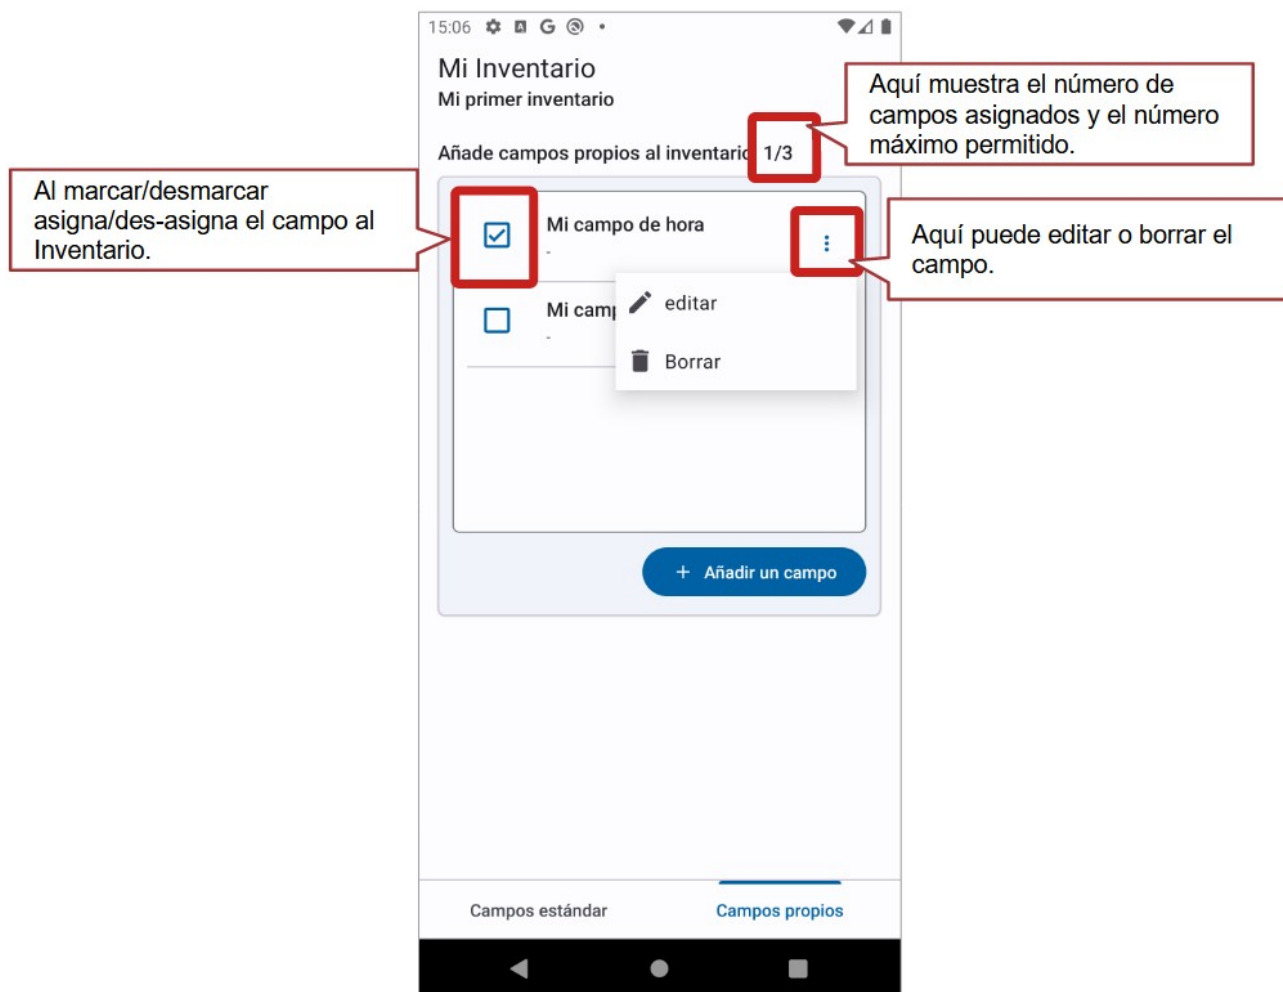 15:06
Mi Inventario
Mi primer inventario
Aquí muestra el número de
campos asignados y el número
máximo permitido.
Añade campos propios al inventario 1/3
Al marcar/desmarcar
asigna/des-asigna el campo al
Inventario.
Mi campo de hora
-
Aquí puede editar o borrar el
campo.
editar
Mi camp
-
Borrar
+ Añadir un campo
Campos estándar
Campos propios